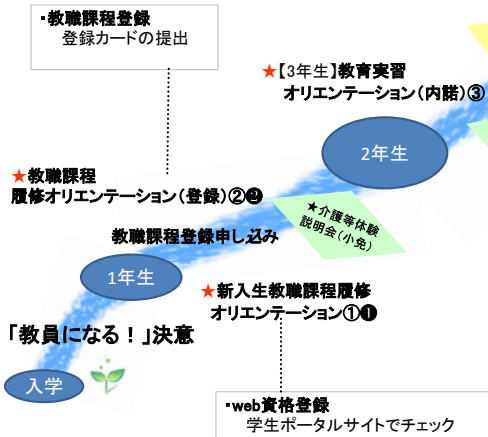 ・教職課程登録
登録カードの提出
★【3年生】教育実習
オリエンテーション(内諾)③
2年生
★教職課程
履修オリエンテーション(登録)②❷
★介護等体験
説明会(小免)
教職課程登録申し込み
1年生
★新入生教職課程履修
オリエンテーション①❶
「教員になる！」決意
入学
・web資格登録
学生ポータルサイトでチェック